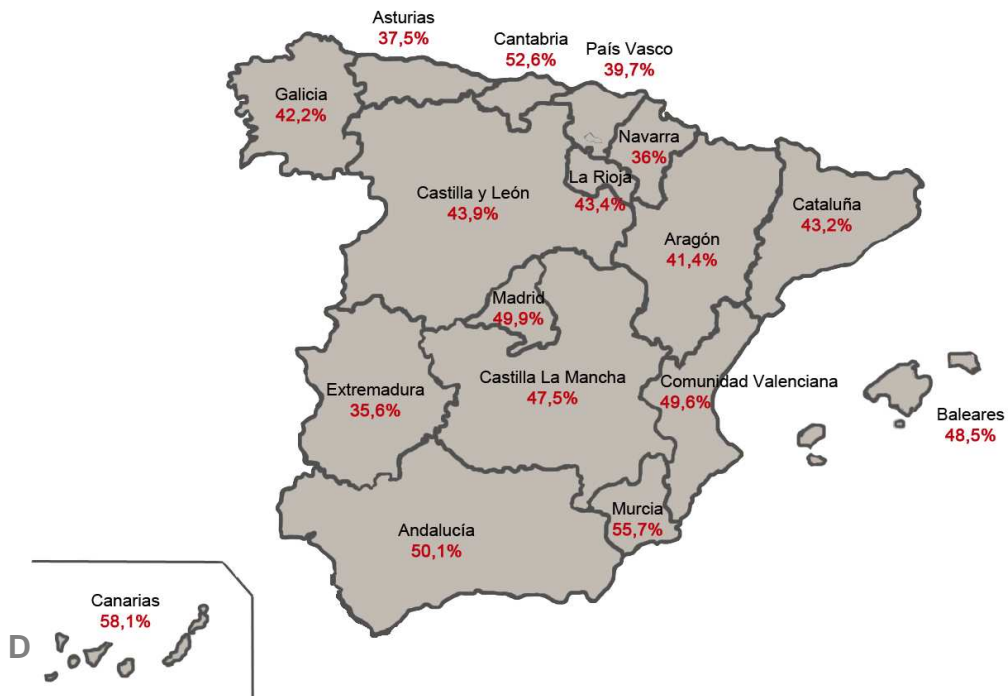 Asturias
37,5%
Cantabria
52,6%
País Vasco
39,7%
Galicia
42,2%
Navarra
36%
La Rioja
43,4%
Castilla y León
43,9%
Cataluña
43,2%
Aragón
41,4%
Madrid
49,9%
Castilla La Mancha
47,5%
Comunidad Valenciana
49,6%
Extremadura
35,6%
Baleares
48,5%
Murcia
55,7%
Andalucía
50,1%
Canarias
58,1%
D